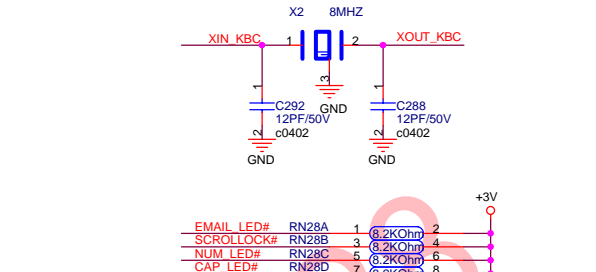 X2 8MHZ
XIN_KBC 1 2 XOUT_KBC
3
1 C292 GND 1 C288
12PF/50V 12PF/50V
2 c0402 2 c0402
GND GND
+3V
EMAIL_LED# RN28A 1 8.2KOhm 2
SCROLLOCK# RN28B 3 8.2KOhm 4
NUM_LED# RN28C 5 8.2KOhm 6
CAP_LED# RN28D 7 8.2KOhm 8